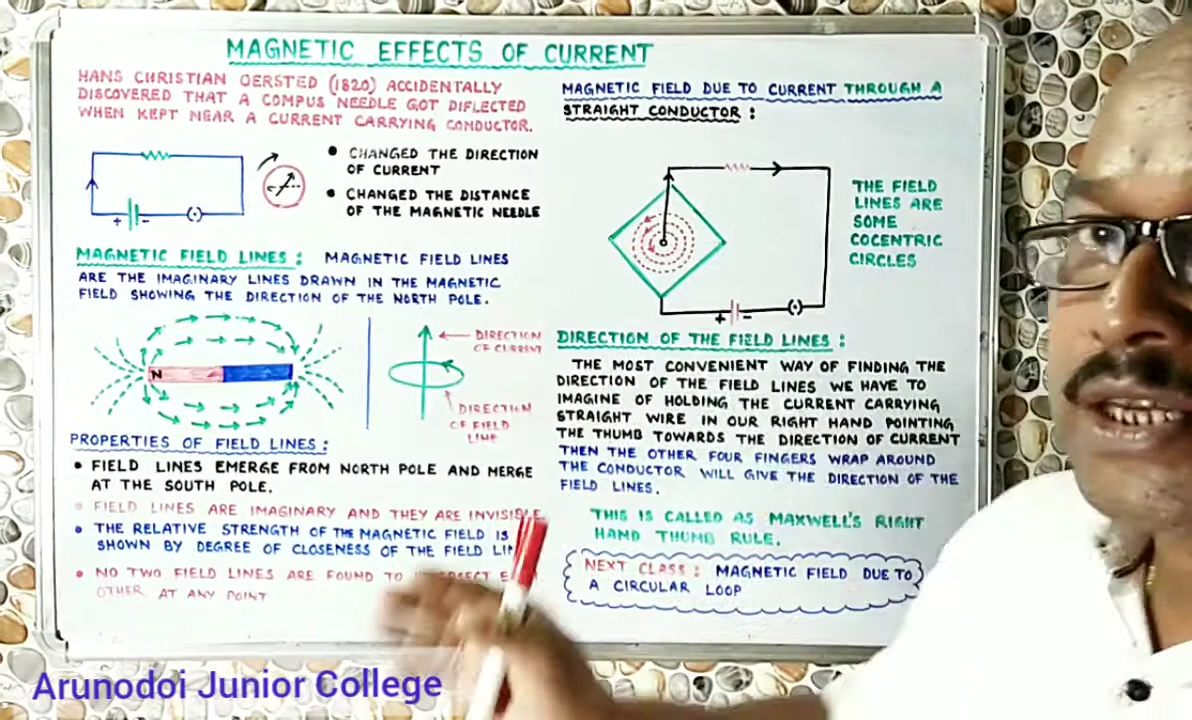 MAGNETIC EFFECTS OF CURRENT
HANS CHRISTIAN OERSTED (1820) ACCIDENTALLY
DISCOVERED THAT A COMPUS NEEDLE GOT DIFLECTED
WHEN KEPT NEAR A CURRENT CARRYING CONDUCTOR.
• CHANGED THE DIRECTION
OF CURRENT
• CHANGED THE DISTANCE
OF THE MAGNETIC NEEDLE
+ -
MAGNETIC FIELD LINES: MAGNETIC FIELD LINES
ARE THE IMAGINARY LINES DRAWN IN THE MAGNETIC
FIELD SHOWING THE DIRECTION OF THE NORTH POLE.
N
DIRECTION
OF CURRENT
DIRECTION
OF FIELD
LINE
PROPERTIES OF FIELD LINES:
• FIELD LINES EMERGE FROM NORTH POLE AND MERGE
AT THE SOUTH POLE.
• FIELD LINES ARE IMAGINARY AND THEY ARE INVISIBLE
• THE RELATIVE STRENGTH OF THE MAGNETIC FIELD IS
SHOWN BY DEGREE OF CLOSENESS OF THE FIELD
• NO TWO FIELD LINES ARE FOUND TO
OTHER AT ANY POINT
MAGNETIC FIELD DUE TO CURRENT THROUGH A
STRAIGHT CONDUCTOR:
THE FIELD
LINES ARE
SOME
COCENTRIC
CIRCLES
+ -
DIRECTION OF THE FIELD LINES:
THE MOST CONVENIENT WAY OF FINDING THE
DIRECTION OF THE FIELD LINES WE HAVE TO
IMAGINE OF HOLDING THE CURRENT CARRYING
STRAIGHT WIRE IN OUR RIGHT HAND POINTING
THE THUMB TOWARDS THE DIRECTION OF CURRENT
THEN THE OTHER FOUR FINGERS WRAP AROUND
THE CONDUCTOR WILL GIVE THE DIRECTION OF THE
FIELD LINES.
THIS IS CALLED AS MAXWELL'S RIGHT
HAND THUMB RULE.
NEXT CLASS: MAGNETIC FIELD DUE TO
A CIRCULAR LOOP
Arunodoi Junior College